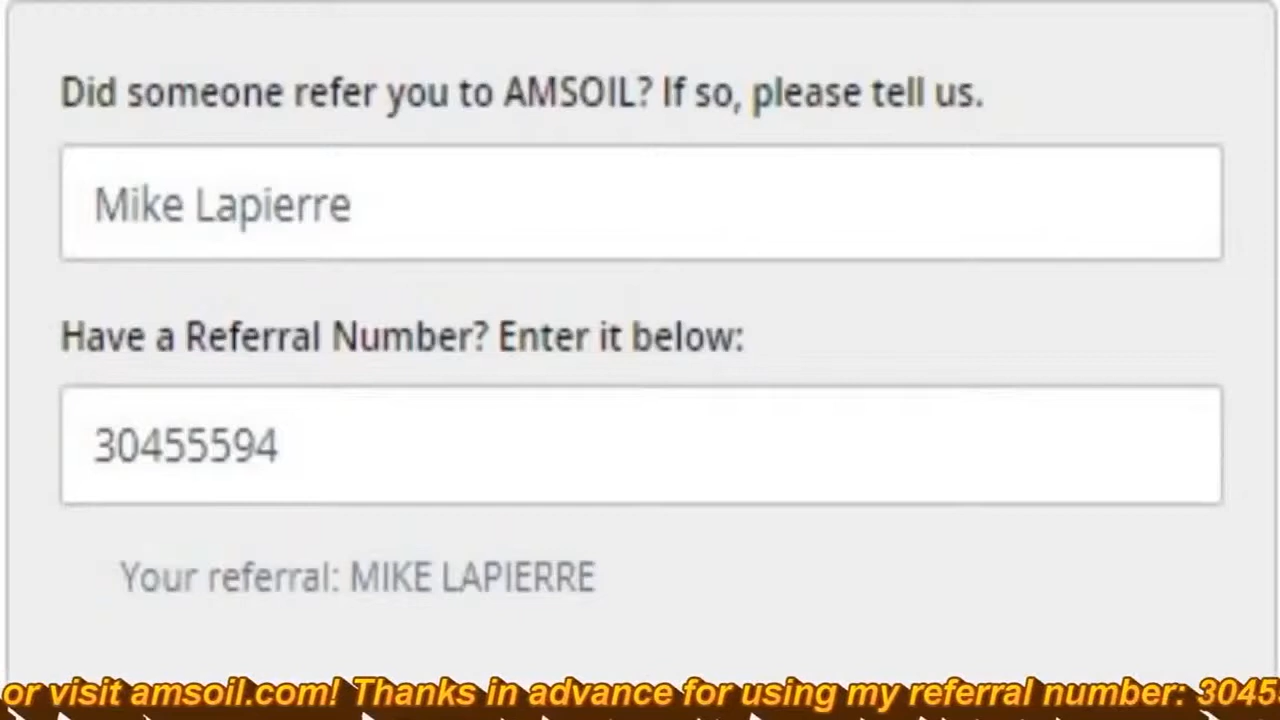 Did someone refer you to AMSOIL? If so, please tell us.
Mike Lapierre
Have a Referral Number? Enter it below:
30455594
Your referral: MIKE LAPIERRE
or visit amsoil.com! Thanks in advance for using my referral number: 3045